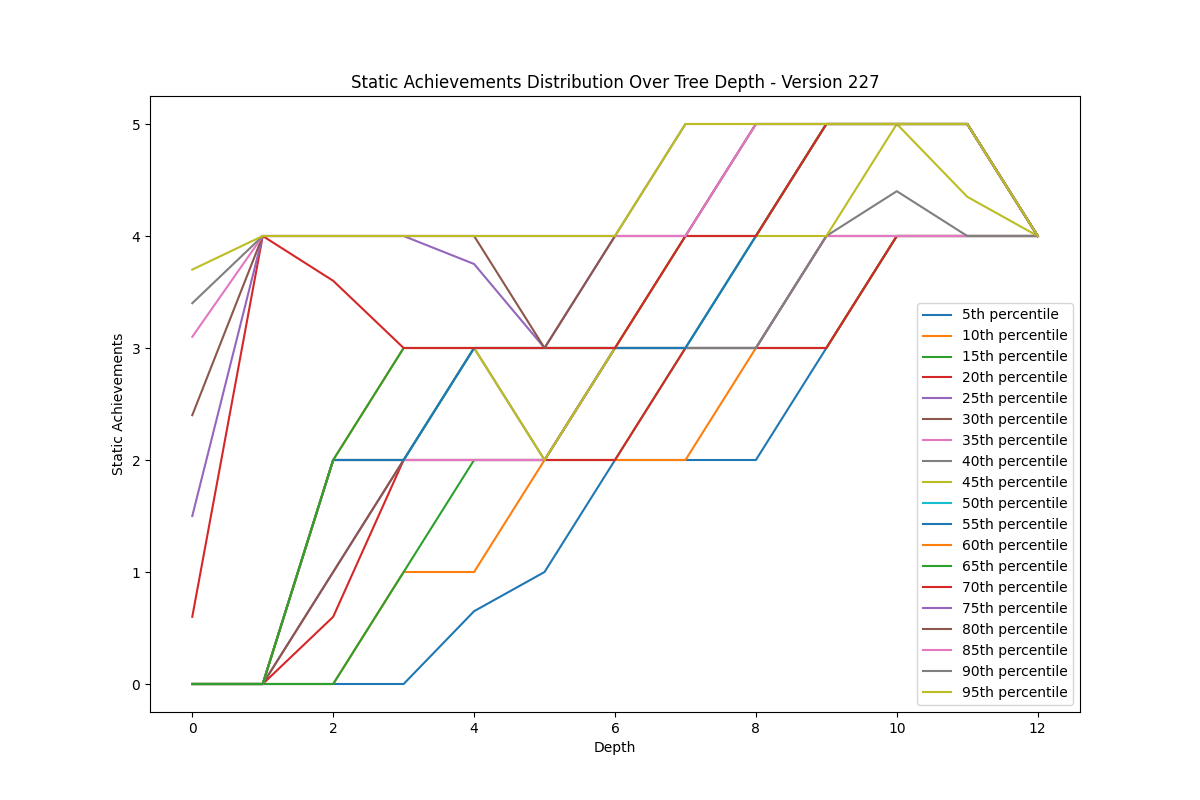 Static Achievements Distribution Over Tree Depth - Version 227
Static Achievements
5
4
3
2
1
0
0 2 4 6 8 10 12
Depth
5th percentile
10th percentile
15th percentile
20th percentile
25th percentile
30th percentile
35th percentile
40th percentile
45th percentile
50th percentile
55th percentile
60th percentile
65th percentile
70th percentile
75th percentile
80th percentile
85th percentile
90th percentile
95th percentile